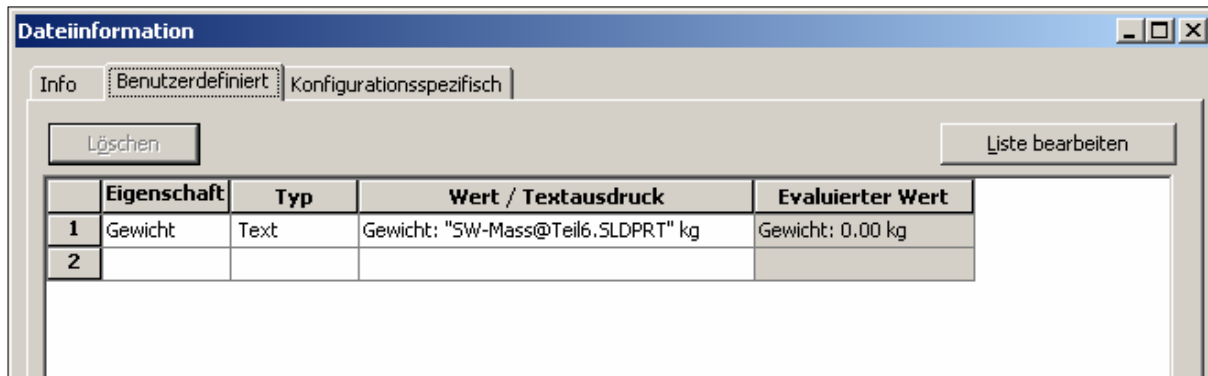 Dateiinformation
Info Benutzerdefiniert Konfigurationsspezifisch
Löschen Liste bearbeiten
Eigenschaft Typ Wert / Textausdruck Evaluierter Wert
1 Gewicht Text Gewicht: "SW-Mass@Teil6.SLDPRT" kg Gewicht: 0.00 kg
2